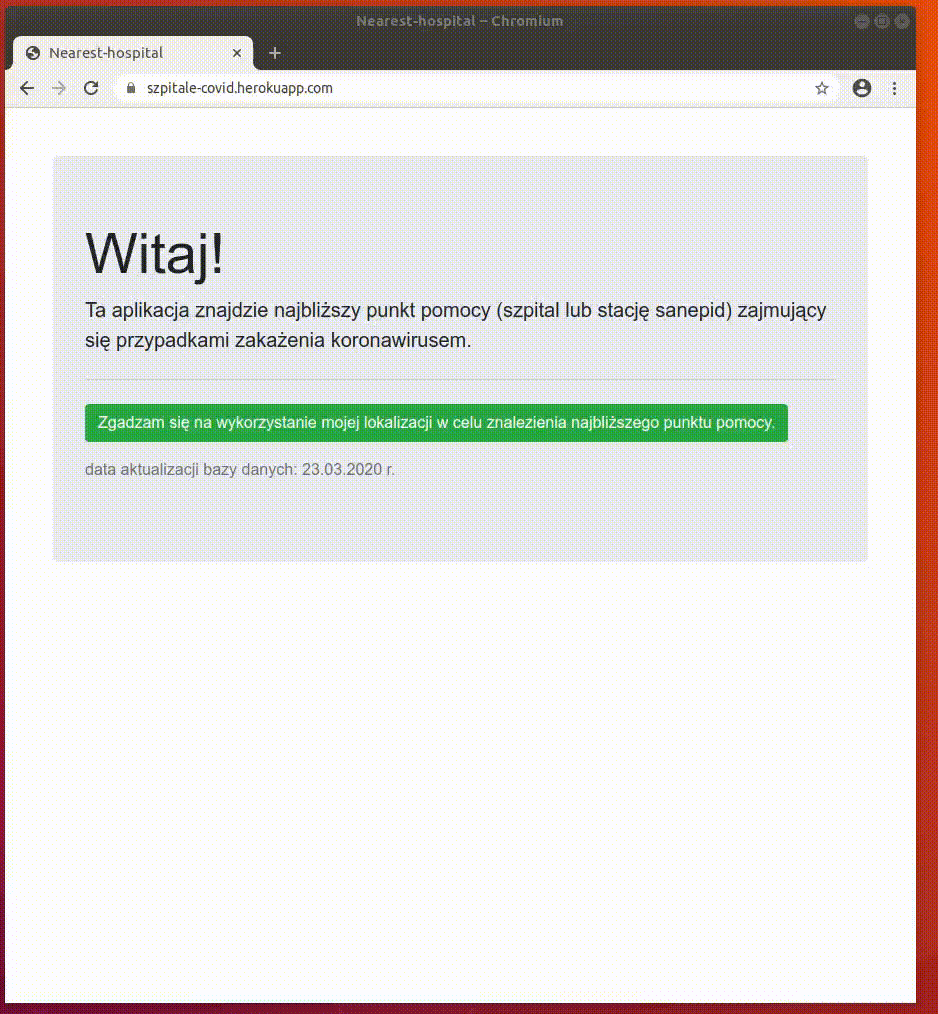 Nearest-hospital – Chromium
Nearest-hospital
szpitale-covid.herokuapp.com
Witaj!
Ta aplikacja znajdzie najbliższy punkt pomocy (szpital lub stację sanepid) zajmujący
się przypadkami zakażenia koronawirusem.
Zgadzam się na wykorzystanie mojej lokalizacji w celu znalezienia najbliższego punktu pomocy.
data aktualizacji bazy danych: 23.03.2020 r.